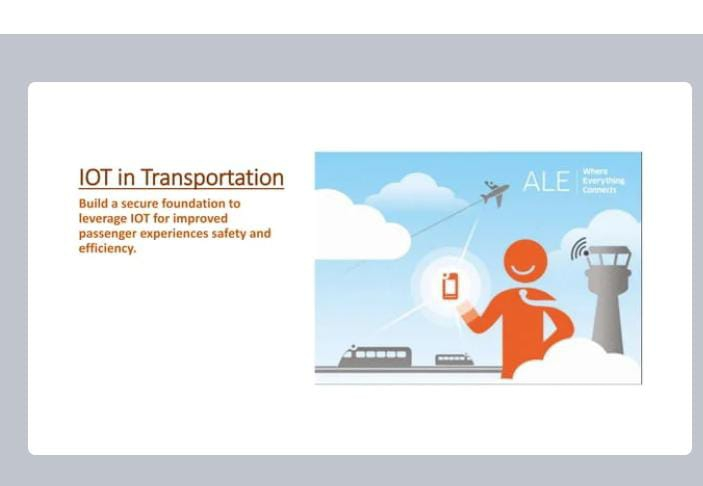 IOT in Transportation
Build a secure foundation to
leverage IOT for improved
passenger experiences safety and
efficiency.
ALE
Where
Everything
Connects